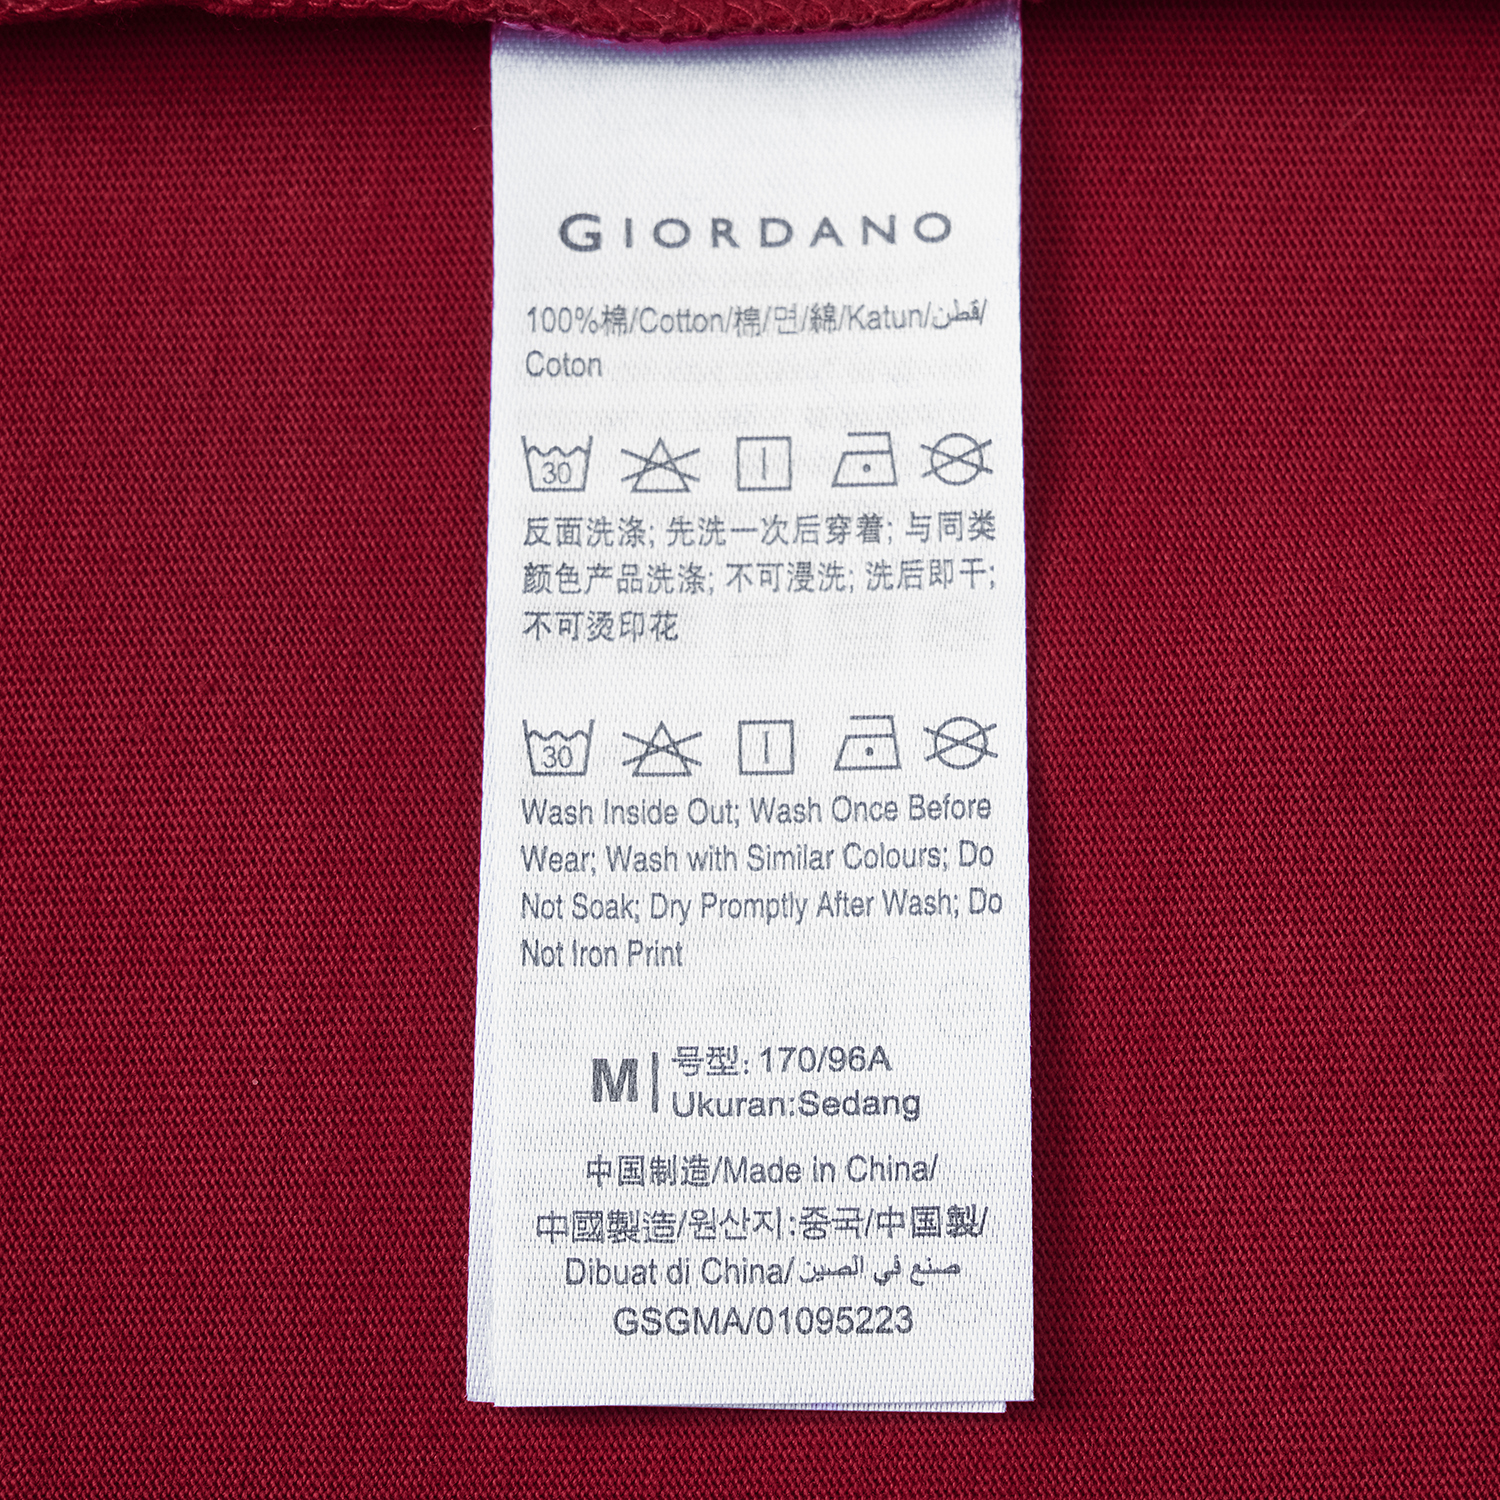 GIORDANO
100%棉/Cotton/棉/면/綿/Katun/قطن/
Coton
30
反面洗涤; 先洗一次后穿着; 与同类
颜色产品洗涤; 不可浸洗; 洗后即干;
不可烫印花
30
Wash Inside Out; Wash Once Before
Wear; Wash with Similar Colours; Do
Not Soak; Dry Promptly After Wash; Do
Not Iron Print
M| 号型: 170/96A
Ukuran:Sedang
中国制造/Made in China/
中國製造/원산지:중국/中国製/
Dibuat di China/صنع في الصين
GSGMA/01095223